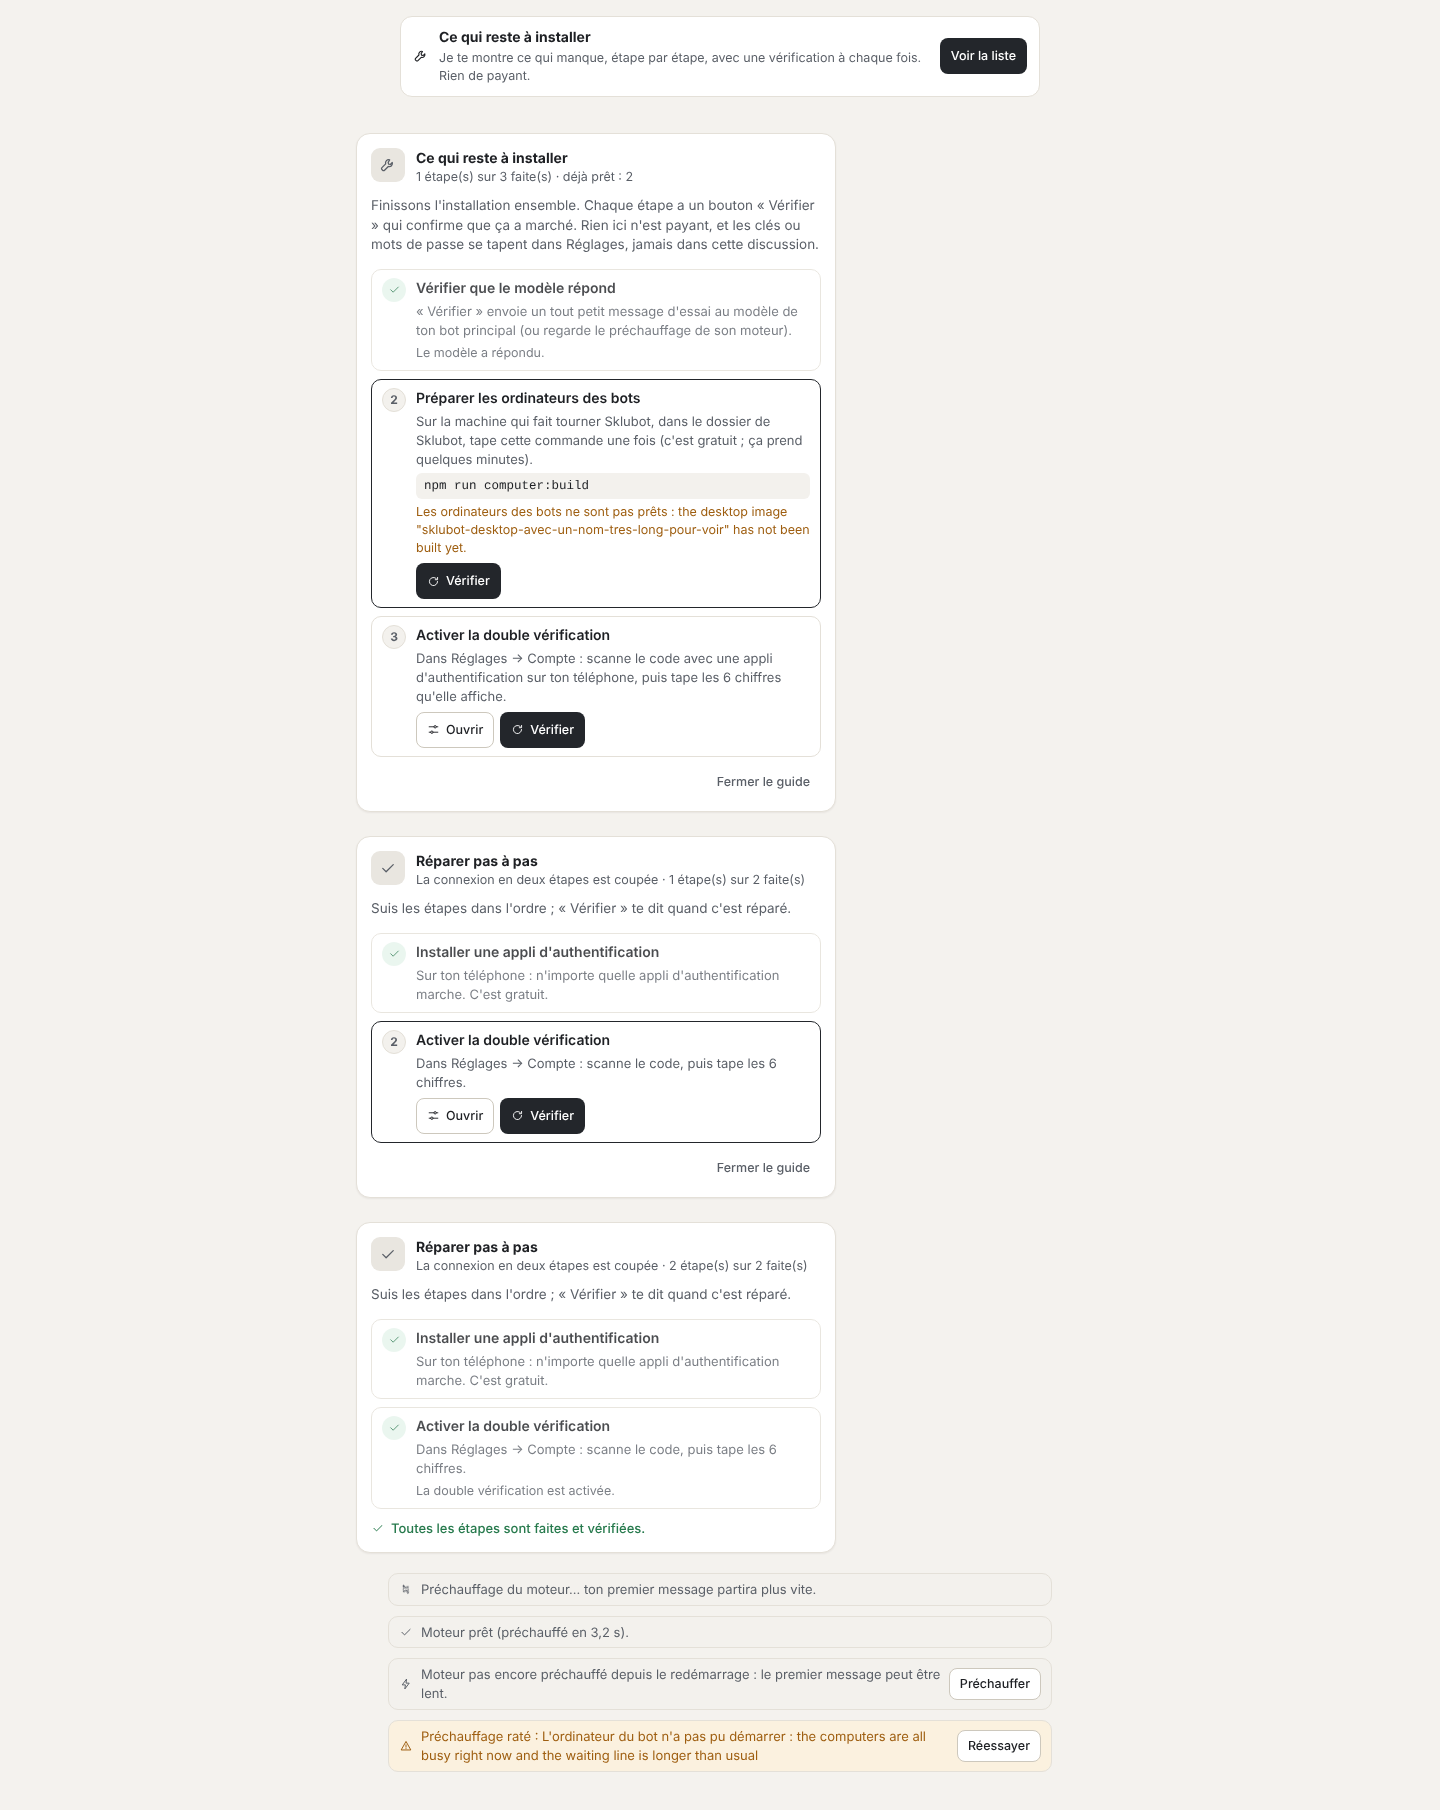 Ce qui reste à installer
Je te montre ce qui manque, étape par étape, avec une vérification à chaque fois.
Rien de payant.
Voir la liste
Ce qui reste à installer
1 étape(s) sur 3 faite(s) · déjà prêt : 2
Finissons l'installation ensemble. Chaque étape a un bouton « Vérifier
» qui confirme que ça a marché. Rien ici n'est payant, et les clés ou
mots de passe se tapent dans Réglages, jamais dans cette discussion.
Vérifier que le modèle répond
« Vérifier » envoie un tout petit message d'essai au modèle de
ton bot principal (ou regarde le préchauffage de son moteur).
Le modèle a répondu.
2 Préparer les ordinateurs des bots
Sur la machine qui fait tourner Sklubot, dans le dossier de
Sklubot, tape cette commande une fois (c'est gratuit ; ça prend
quelques minutes).
npm run computer:build
Les ordinateurs des bots ne sont pas prêts : the desktop image
"sklubot-desktop-avec-un-nom-tres-long-pour-voir" has not been
built yet.
Vérifier
3 Activer la double vérification
Dans Réglages → Compte : scanne le code avec une appli
d'authentification sur ton téléphone, puis tape les 6 chiffres
qu'elle affiche.
Ouvrir Vérifier
Fermer le guide
Réparer pas à pas
La connexion en deux étapes est coupée · 1 étape(s) sur 2 faite(s)
Suis les étapes dans l'ordre ; « Vérifier » te dit quand c'est réparé.
Installer une appli d'authentification
Sur ton téléphone : n'importe quelle appli d'authentification
marche. C'est gratuit.
2 Activer la double vérification
Dans Réglages → Compte : scanne le code, puis tape les 6
chiffres.
Ouvrir Vérifier
Fermer le guide
Réparer pas à pas
La connexion en deux étapes est coupée · 2 étape(s) sur 2 faite(s)
Suis les étapes dans l'ordre ; « Vérifier » te dit quand c'est réparé.
Installer une appli d'authentification
Sur ton téléphone : n'importe quelle appli d'authentification
marche. C'est gratuit.
Activer la double vérification
Dans Réglages → Compte : scanne le code, puis tape les 6
chiffres.
La double vérification est activée.
Toutes les étapes sont faites et vérifiées.
Préchauffage du moteur... ton premier message partira plus vite.
Moteur prêt (préchauffé en 3,2 s).
Moteur pas encore préchauffé depuis le redémarrage : le premier message peut être
lent.
Préchauffer
Préchauffage raté : L'ordinateur du bot n'a pas pu démarrer : the computers are all
busy right now and the waiting line is longer than usual
Réessayer